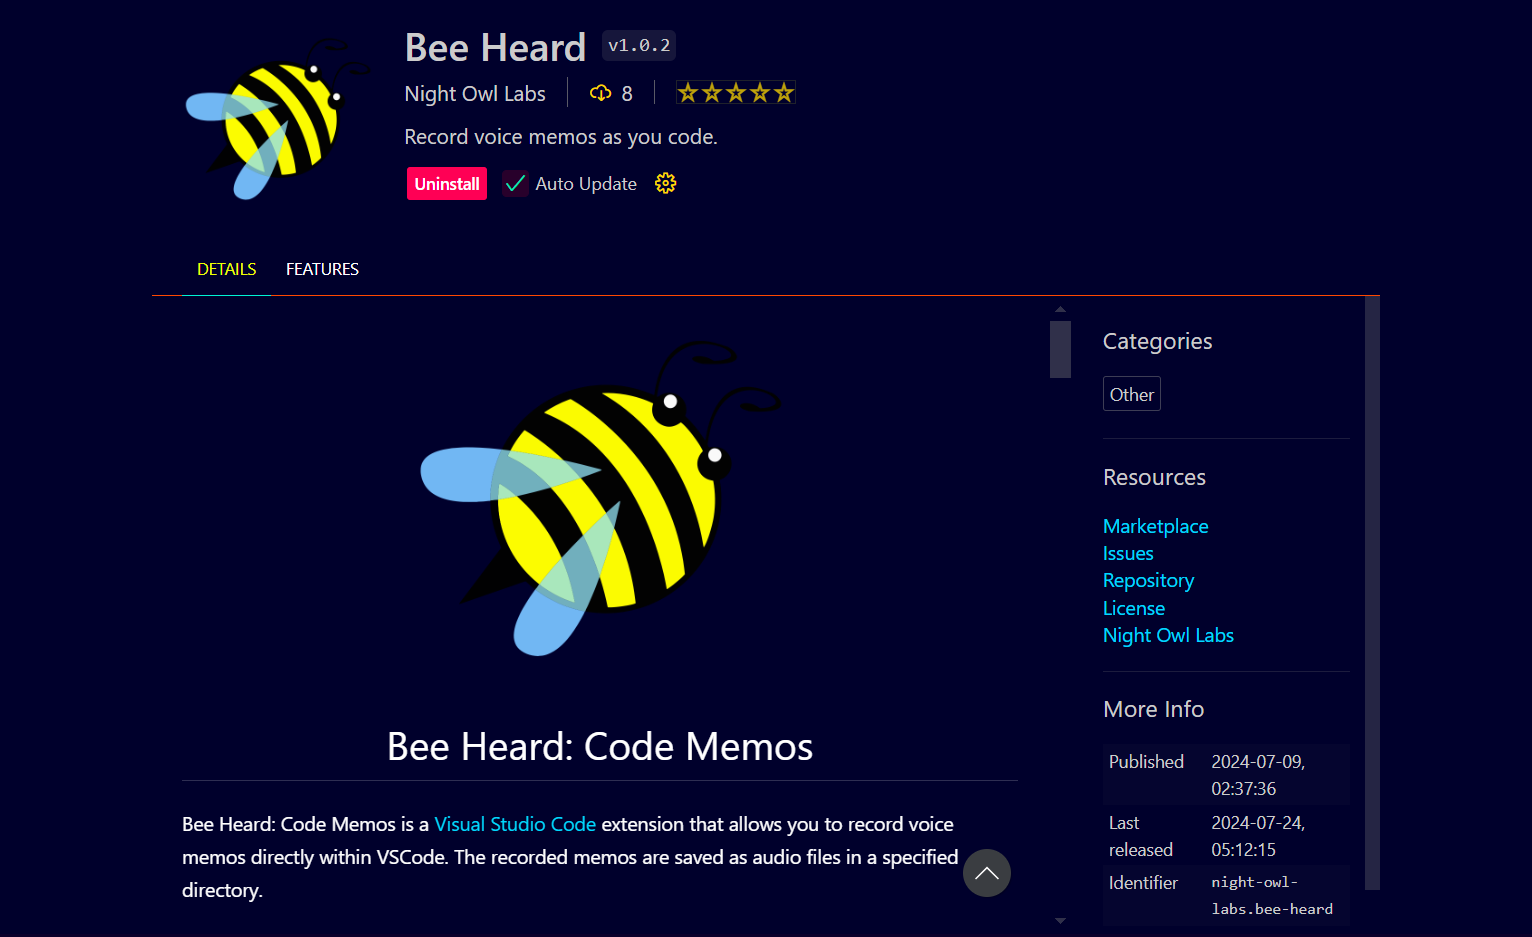 Bee Heard v1.0.2
Night Owl Labs 8
Record voice memos as you code.
Uninstall Auto Update
DETAILS FEATURES
Bee Heard: Code Memos
Bee Heard: Code Memos is a Visual Studio Code extension that allows you to record voice
memos directly within VSCode. The recorded memos are saved as audio files in a specified
directory.
Categories
Other
Resources
Marketplace
Issues
Repository
License
Night Owl Labs
More Info
Published 2024-07-09,
02:37:36
Last 2024-07-24,
released 05:12:15
Identifier night-owl-
labs.bee-heard